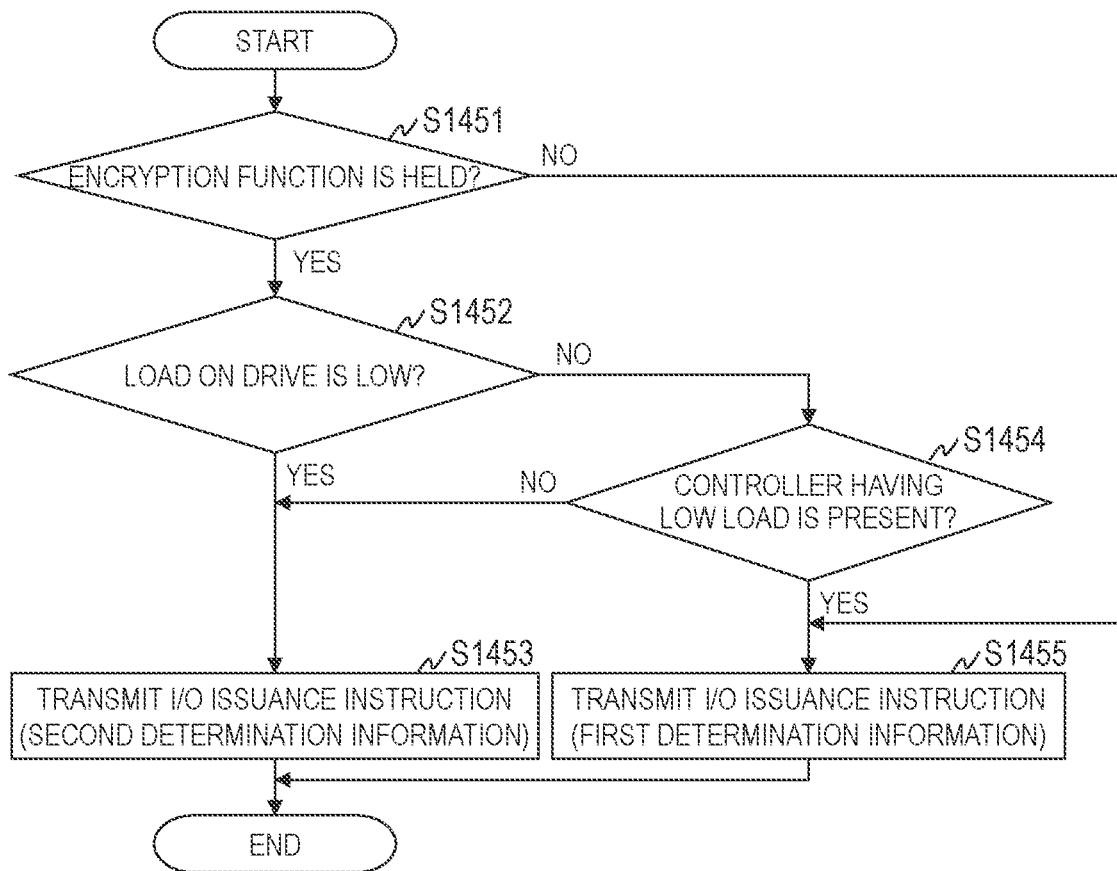 START
S1451
ENCRYPTION FUNCTION IS HELD?
NO
YES
S1452
LOAD ON DRIVE IS LOW?
NO
YES
S1454
CONTROLLER HAVING
LOW LOAD IS PRESENT?
NO
YES
S1453
TRANSMIT I/O ISSUANCE INSTRUCTION
(SECOND DETERMINATION INFORMATION)
S1455
TRANSMIT I/O ISSUANCE INSTRUCTION
(FIRST DETERMINATION INFORMATION)
END